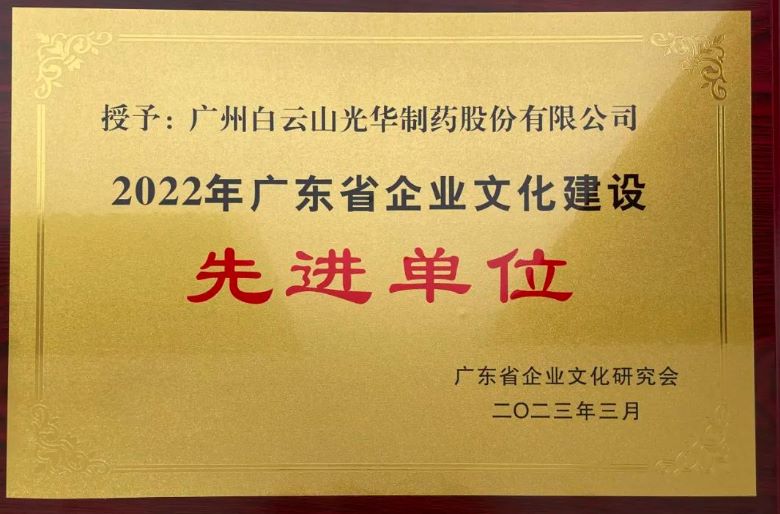 授予：广州白云山光华制药股份有限公司
2022年广东省企业文化建设
先进单位
广东省企业文化研究会
二〇二三年三月